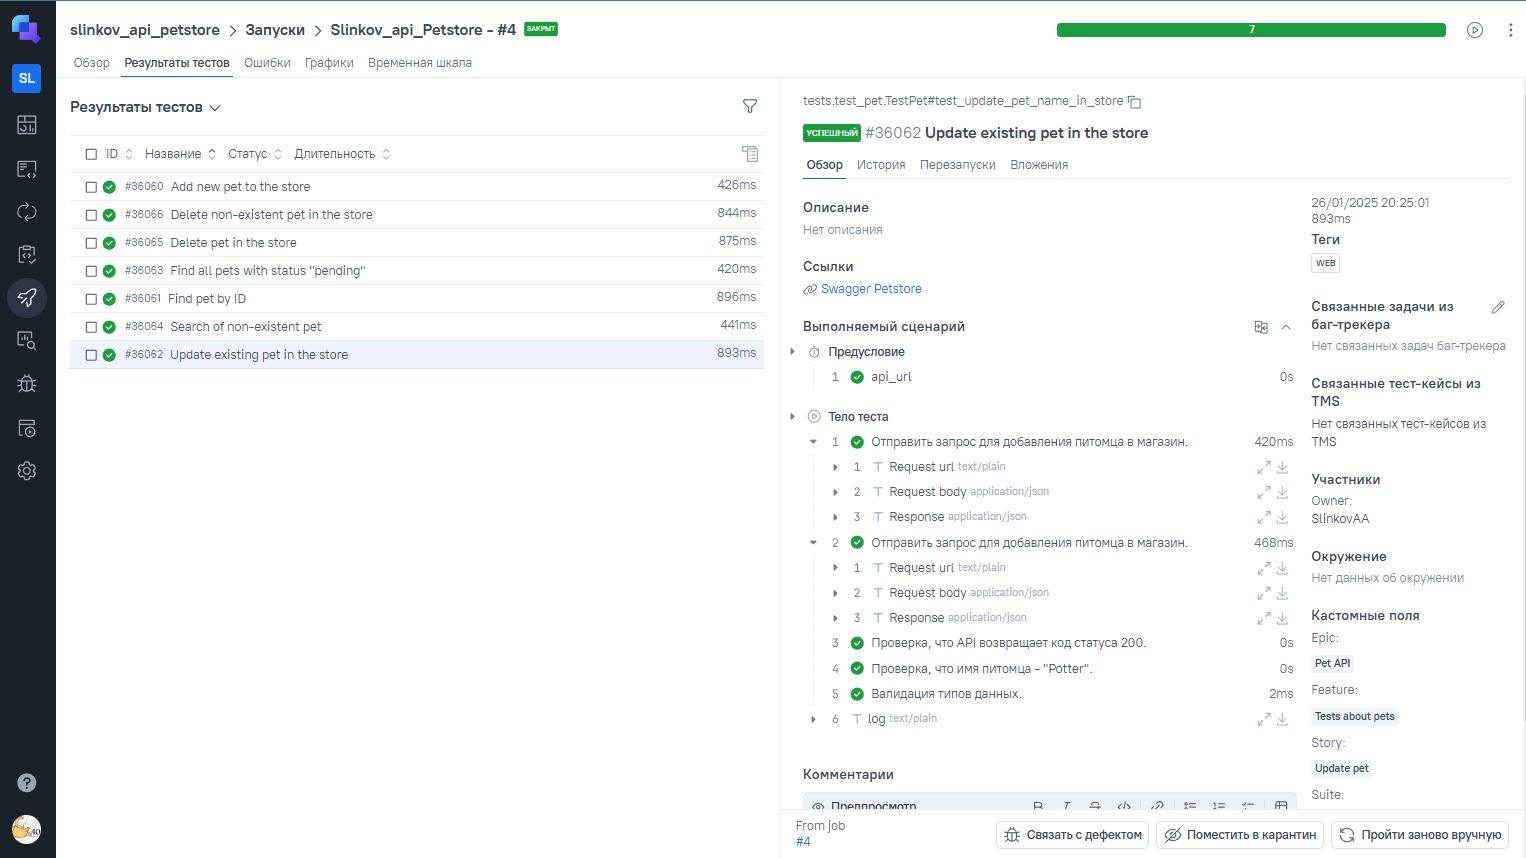 slinkov_api_petstore > Запуски > Slinkov_api_Petstore - #4 ЗАКРЫТ
7
Обзор Результаты тестов Ошибки Графики Временная шкала
SL
Результаты тестов
ID Название Статус Длительность
#36060 Add new pet to the store 426ms
#36066 Delete non-existent pet in the store 844ms
#36065 Delete pet in the store 875ms
#36063 Find all pets with status "pending" 420ms
#36061 Find pet by ID 896ms
#36064 Search of non-existent pet 441ms
#36062 Update existing pet in the store 893ms
tests.test_pet.TestPet#test_update_pet_name_in_store
УСПЕШНЫЙ #36062 Update existing pet in the store
Обзор История Перезапуски Вложения
Описание
Нет описания
Ссылки
Swagger Petstore
Выполняемый сценарий
Предусловие
1 api_url 0s
Тело теста
1 Отправить запрос для добавления питомца в магазин. 420ms
1 Request url text/plain
2 Request body application/json
3 Response application/json
2 Отправить запрос для добавления питомца в магазин. 468ms
1 Request url text/plain
2 Request body application/json
3 Response application/json
3 Проверка, что API возвращает код статуса 200. 0s
4 Проверка, что имя питомца - "Potter". 0s
5 Валидация типов данных. 2ms
6 log text/plain
Комментарии
Предпросмотр
26/01/2025 20:25:01
893ms
Теги
WEB
Связанные задачи из
баг-трекера
Нет связанных задач баг-трекера
Связанные тест-кейсы из
TMS
Нет связанных тест-кейсов из
TMS
Участники
Owner:
SlinkovAA
Окружение
Нет данных об окружении
Кастомные поля
Epic:
Pet API
Feature:
Tests about pets
Story:
Update pet
Suite:
From job
#4
Связать с дефектом
Поместить в карантин
Пройти заново вручную